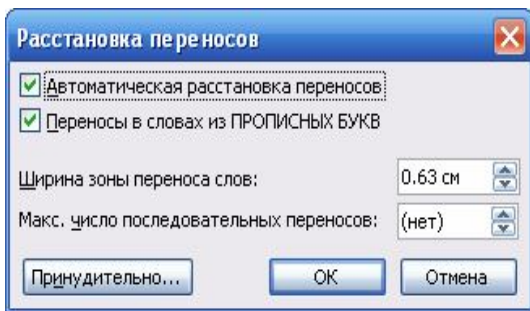 Расстановка переносов
Автоматическая расстановка переносов
Переносы в словах из ПРОПИСНЫХ БУКВ
Ширина зоны переноса слов: 0.63 см
Макс. число последовательных переносов: (нет)
Принудительно... ОК Отмена